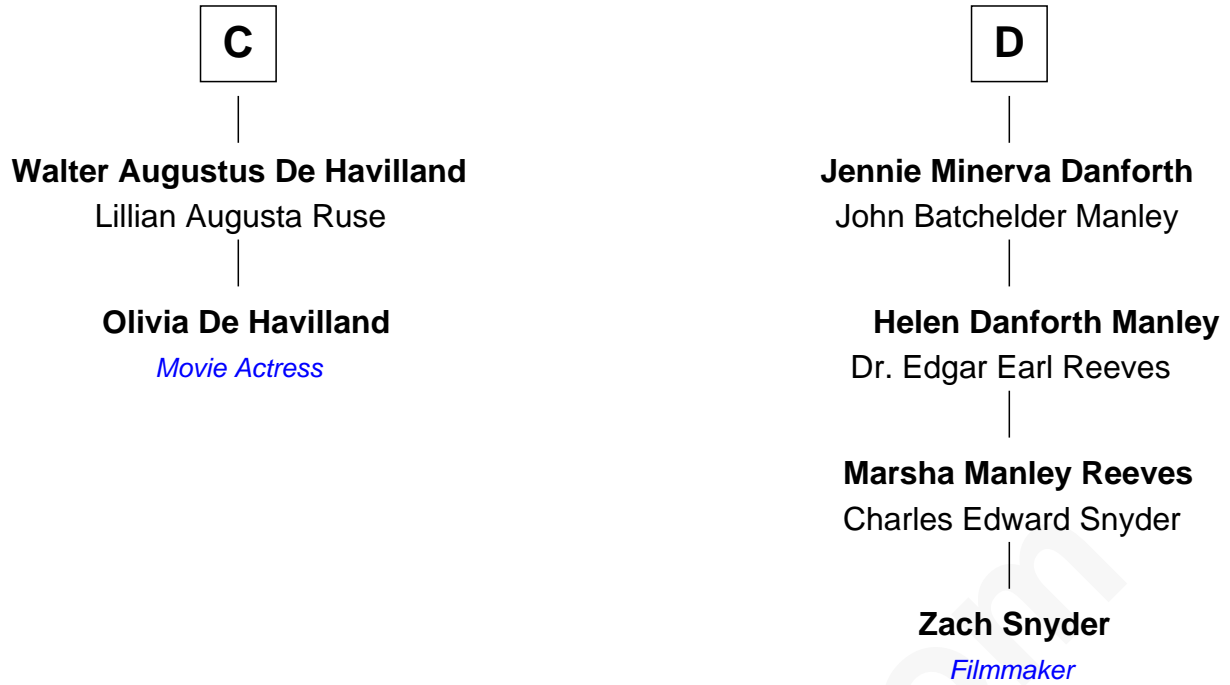 C
Walter Augustus De Havilland
Lillian Augusta Ruse
Olivia De Havilland
Movie Actress
D
Jennie Minerva Danforth
John Batchelder Manley
Helen Danforth Manley
Dr. Edgar Earl Reeves
Marsha Manley Reeves
Charles Edward Snyder
Zach Snyder
Filmmaker